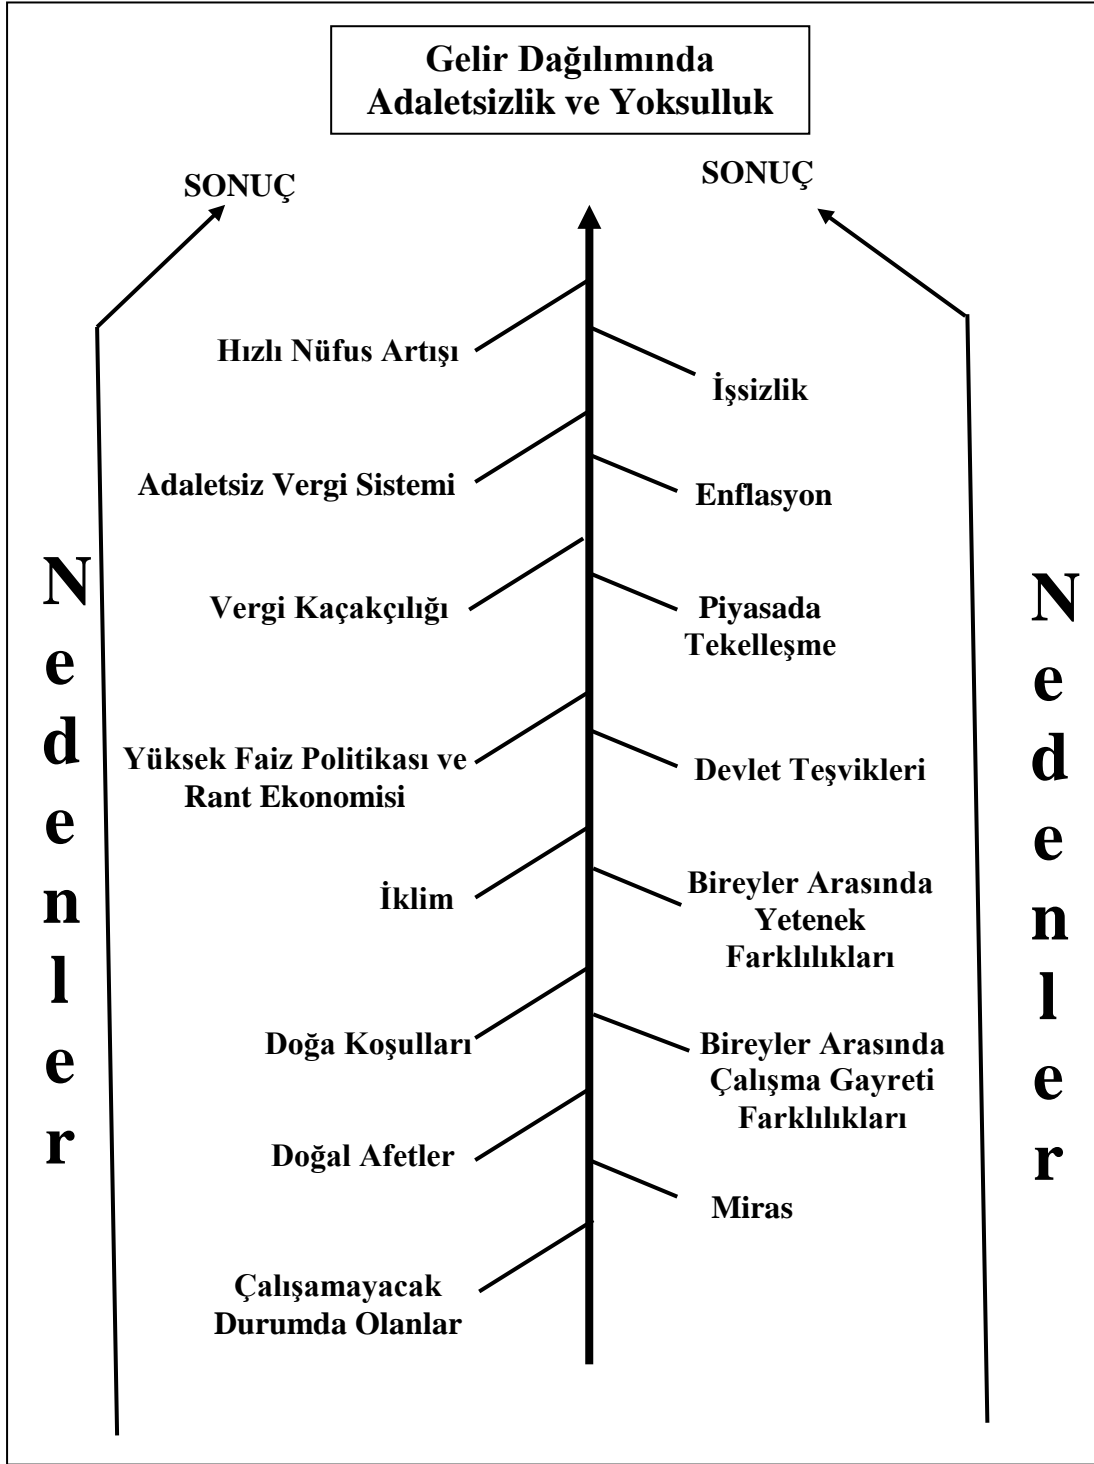 Gelir Dağılımında
Adaletsizlik ve Yoksulluk
SONUÇ
SONUÇ
Hızlı Nüfus Artışı
İşsizlik
Adaletsiz Vergi Sistemi
Enflasyon
Vergi Kaçakçılığı
Piyasada
Tekelleşme
Yüksek Faiz Politikası ve
Rant Ekonomisi
Devlet Teşvikleri
İklim
Bireyler Arasında
Yetenek
Farklılıkları
Doğa Koşulları
Bireyler Arasında
Çalışma Gayreti
Farklılıkları
Doğal Afetler
Miras
Çalışamayacak
Durumda Olanlar
Nedenler
Nedenler